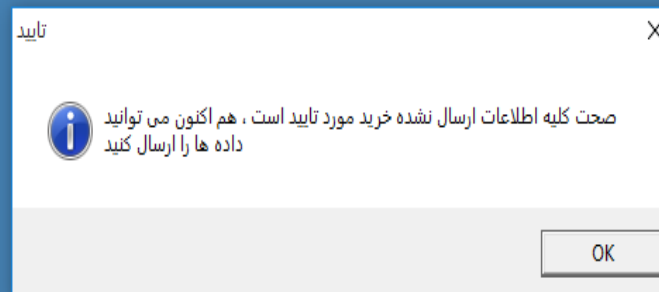 تایید
صحت کلیه اطلاعات ارسال نشده خرید مورد تایید است ، هم اکنون می توانید
داده ها را ارسال کنید
OK